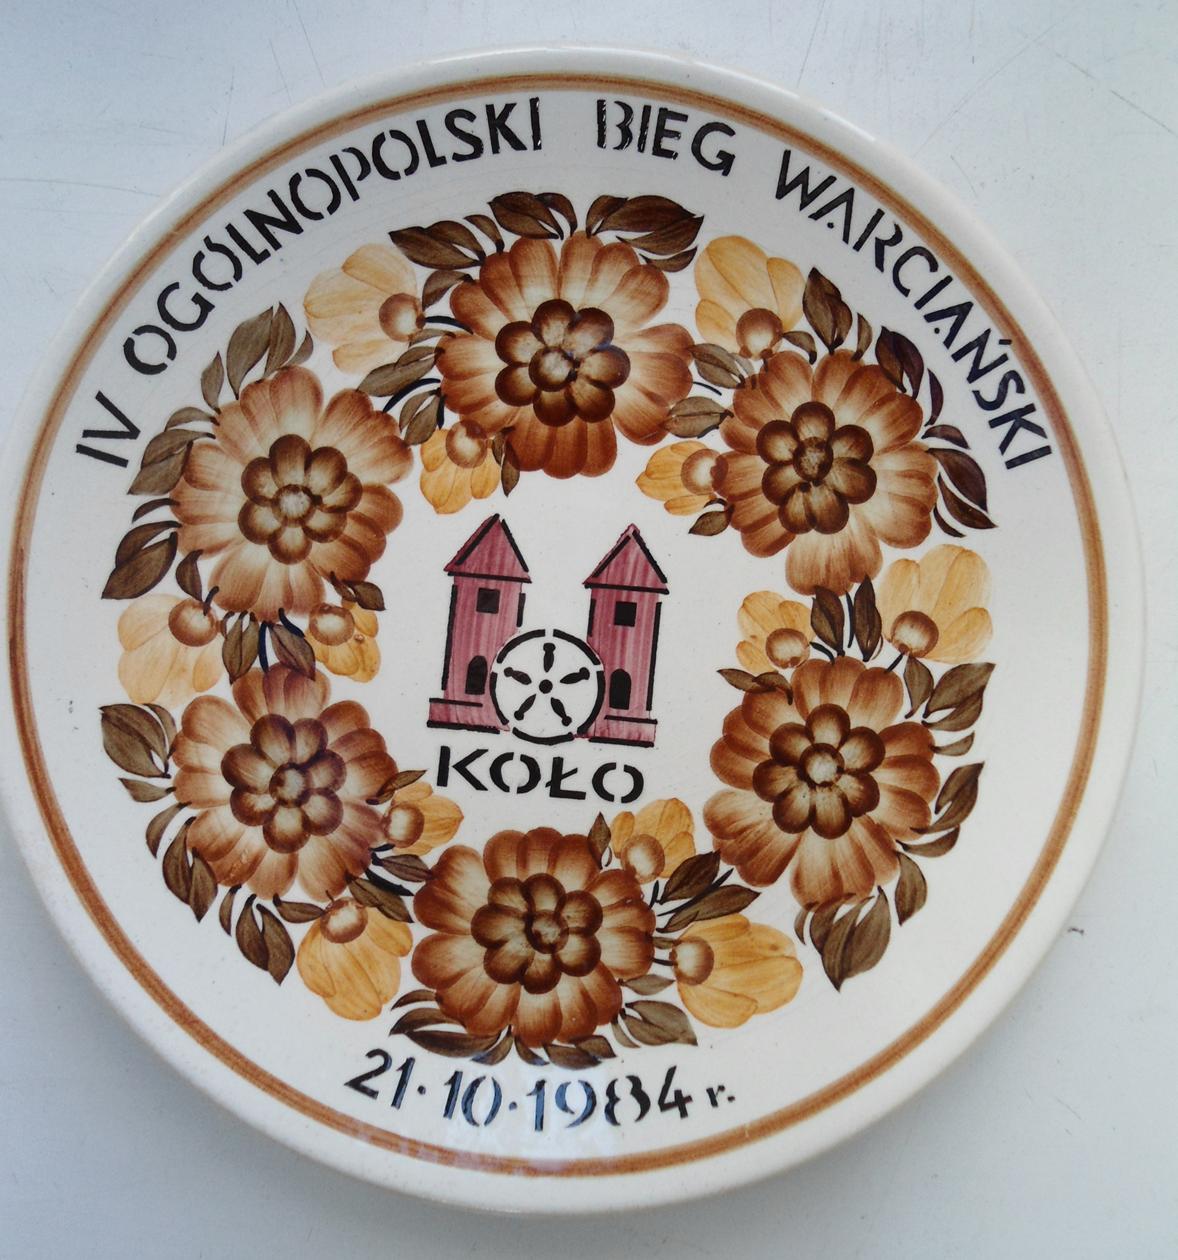 IV OGÓLNOPOLSKI BIEG WARCIAŃSKI
KOŁO
21·10·1984 r.